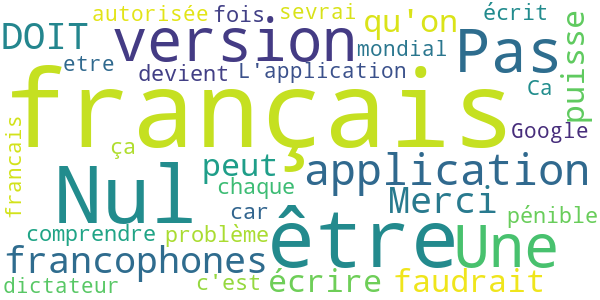 autorisée fois sevrai qu'on écrit
DOIT version Pas puisse
etre devient L'application mondial Ca
français Google
francais ça
Nul peut application
chaque Merci
car pénible
comprendre problème être Une
francophones
dictateur c'est écrire faudrait